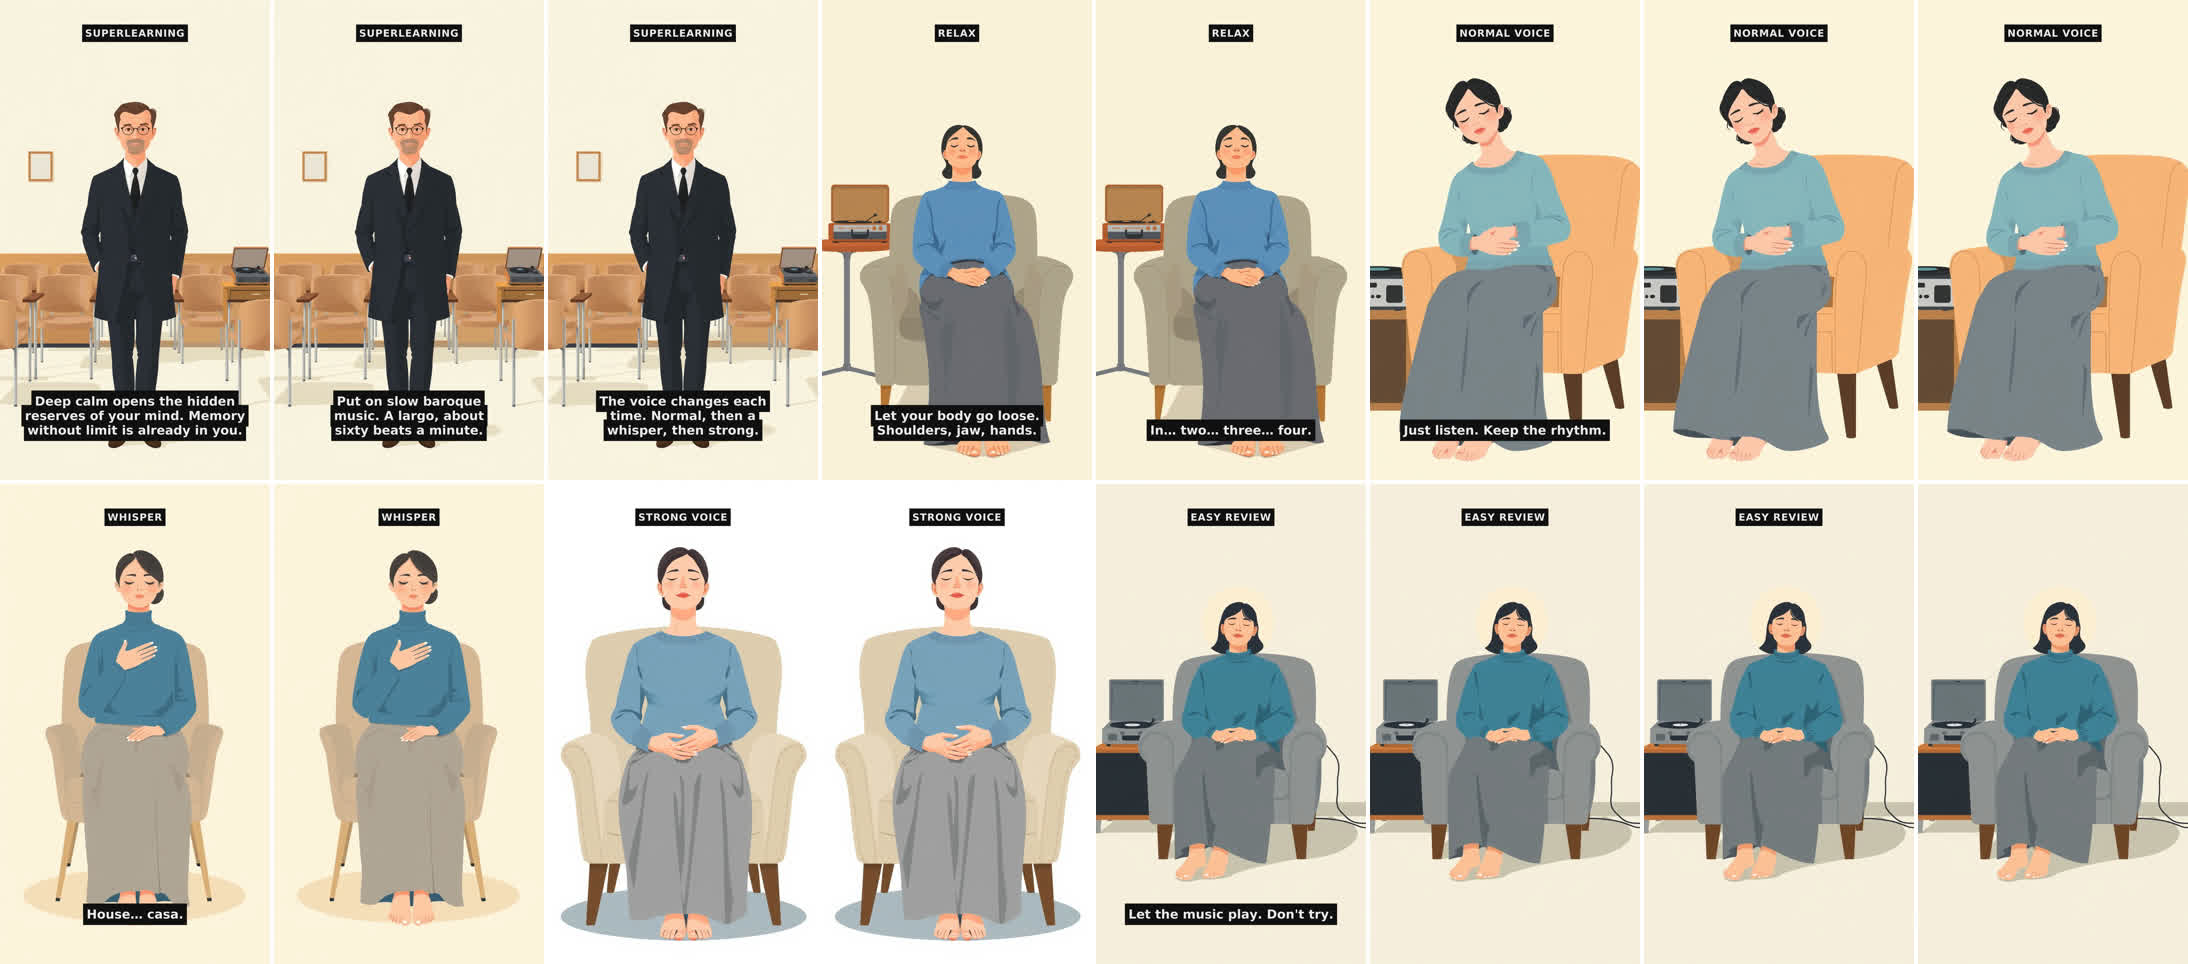 SUPERLEARNING
Deep calm opens the hidden
reserves of your mind. Memory
without limit is already in you.
SUPERLEARNING
Put on slow baroque
music. A largo, about
sixty beats a minute.
SUPERLEARNING
The voice changes each
time. Normal, then a
whisper, then strong.
RELAX
Let your body go loose.
Shoulders, jaw, hands.
RELAX
In... two... three... four.
NORMAL VOICE
Just listen. Keep the rhythm.
NORMAL VOICE
NORMAL VOICE
WHISPER
House... casa.
WHISPER
STRONG VOICE
STRONG VOICE
EASY REVIEW
Let the music play. Don't try.
EASY REVIEW
EASY REVIEW